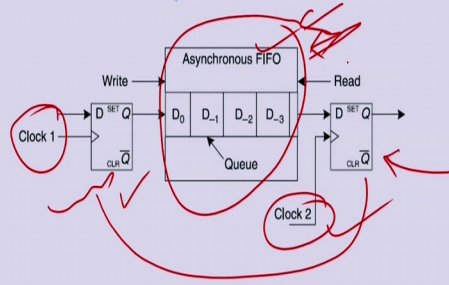 Asynchronous FIFO
Write
Read
D SET Q
D₀ D₋₁ D₋₂ D₋₃
D SET Q
Clock 1
CLR Q̅
Queue
CLR Q̅
Clock 2